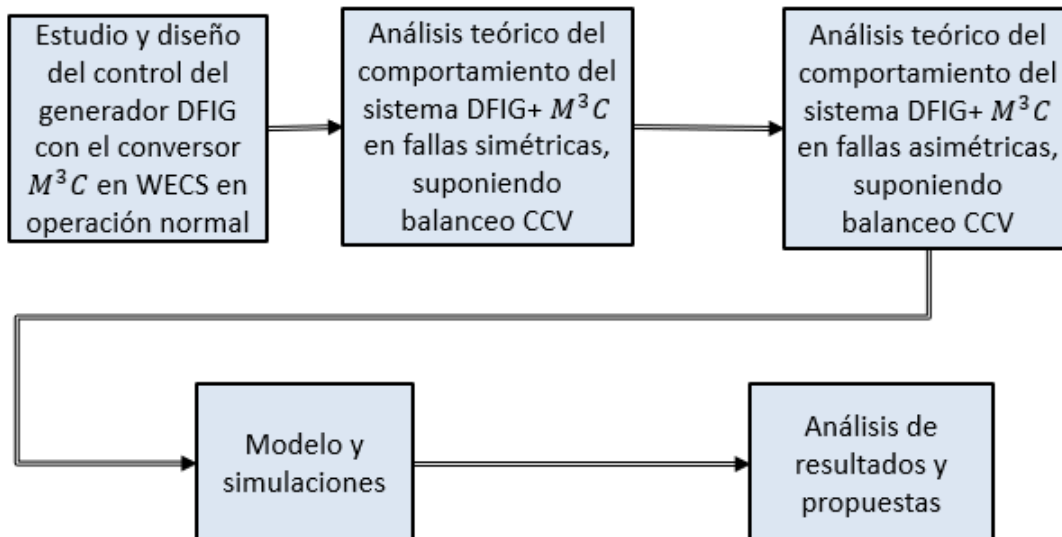 Estudio y diseño
del control del
generador DFIG
con el conversor
M³C en WECS en
operación normal
Análisis teórico del
comportamiento del
sistema DFIG+ M³C
en fallas simétricas,
suponiendo
balanceo CCV
Análisis teórico del
comportamiento del
sistema DFIG+ M³C
en fallas asimétricas,
suponiendo
balanceo CCV
Modelo y
simulaciones
Análisis de
resultados y
propuestas